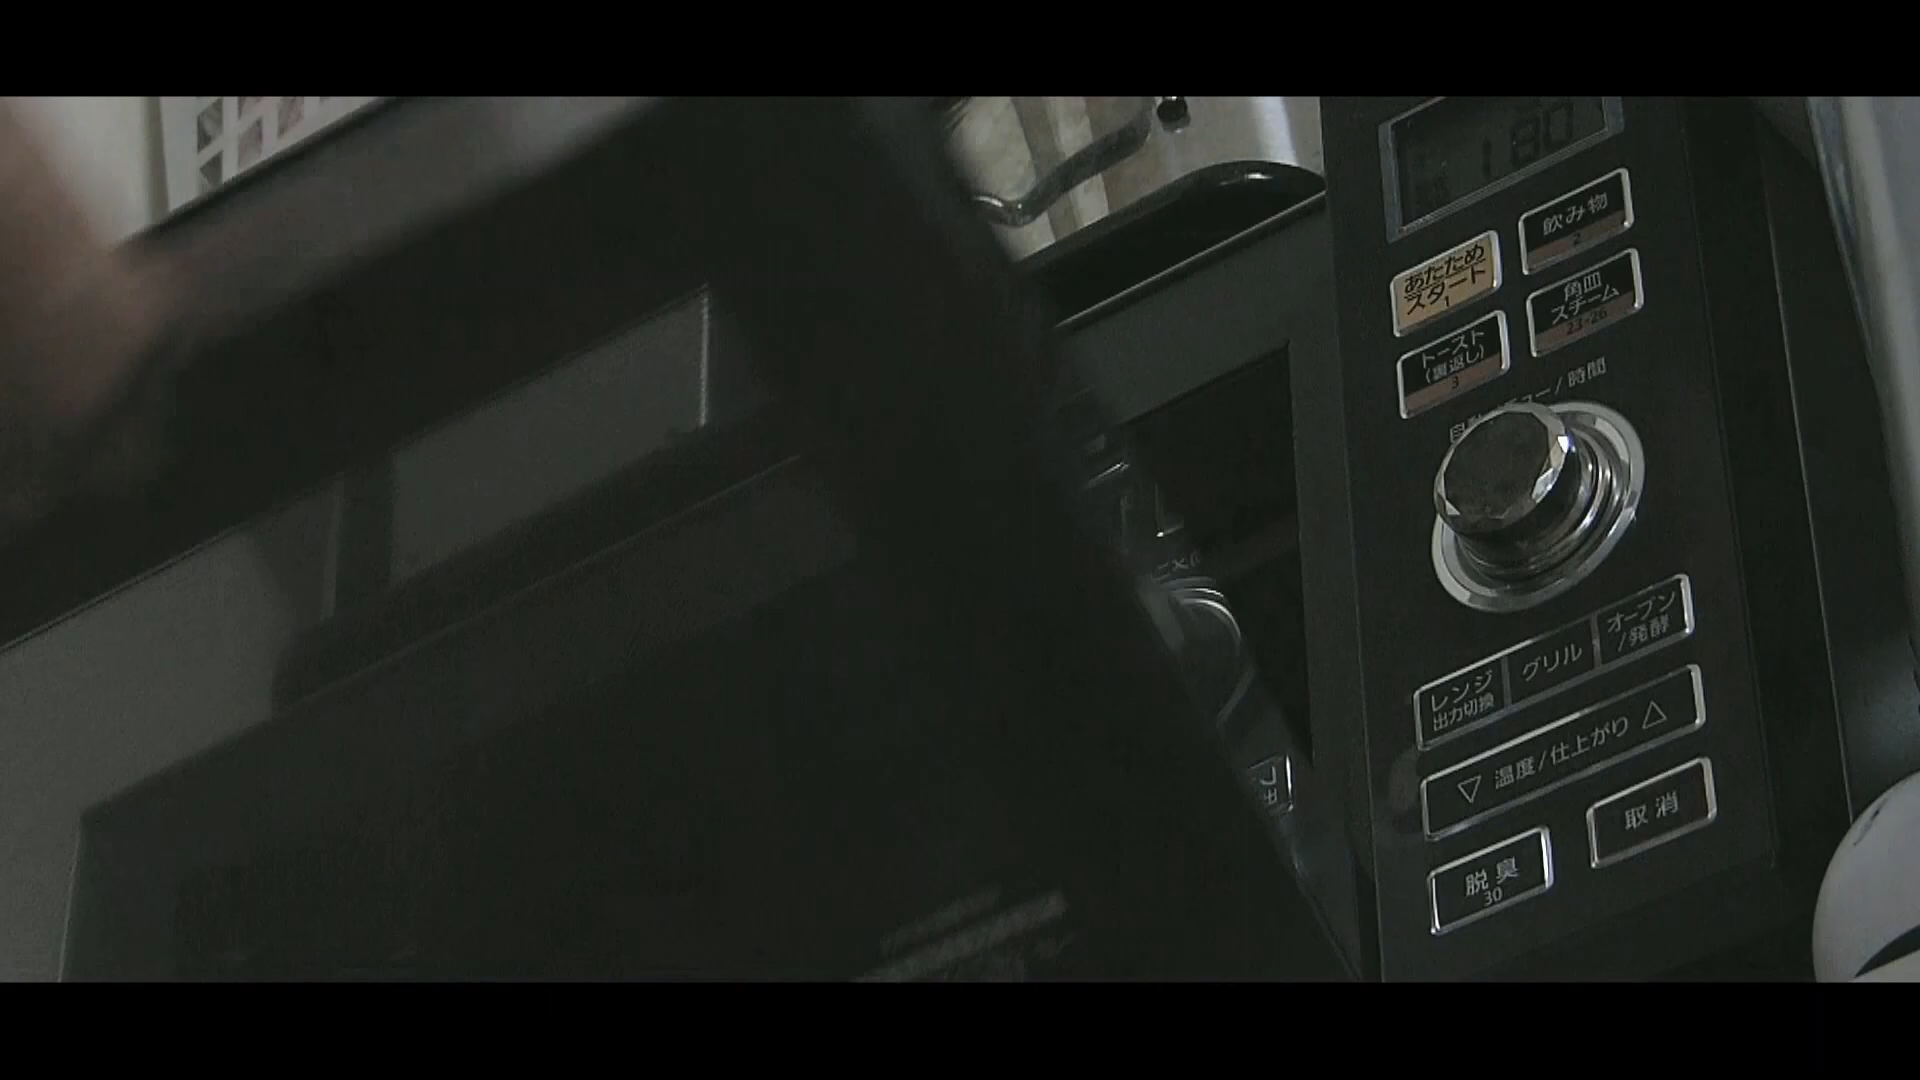 180
飲み物
2
あたため
スタート
1
角皿
スチーム
23-26
トースト
(裏返し)
3
/時間
レンジ
出力切換
グリル
オーブン
/発酵
▽ 温度/仕上がり △
取消
脱臭
30